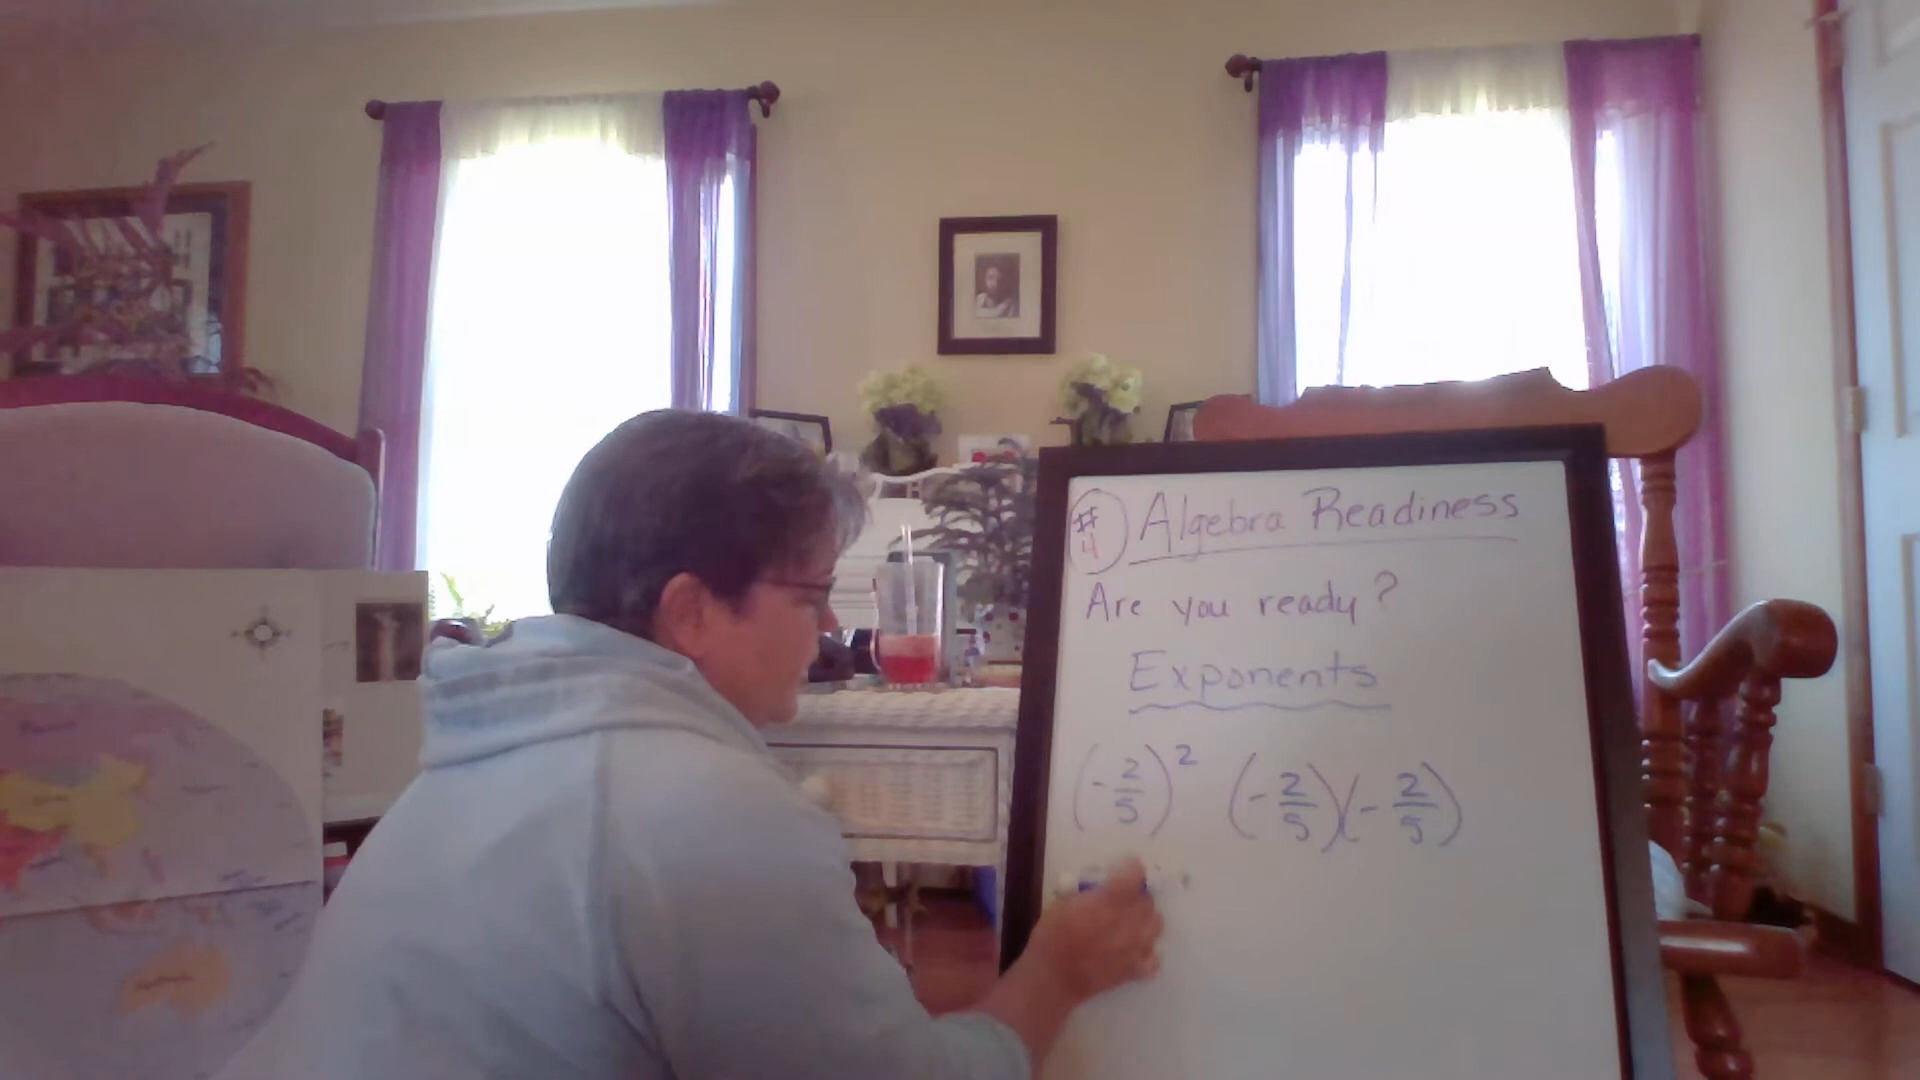 #4 Algebra Readiness
Are you ready?
Exponents
(-2/5)² (-2/5)(-2/5)